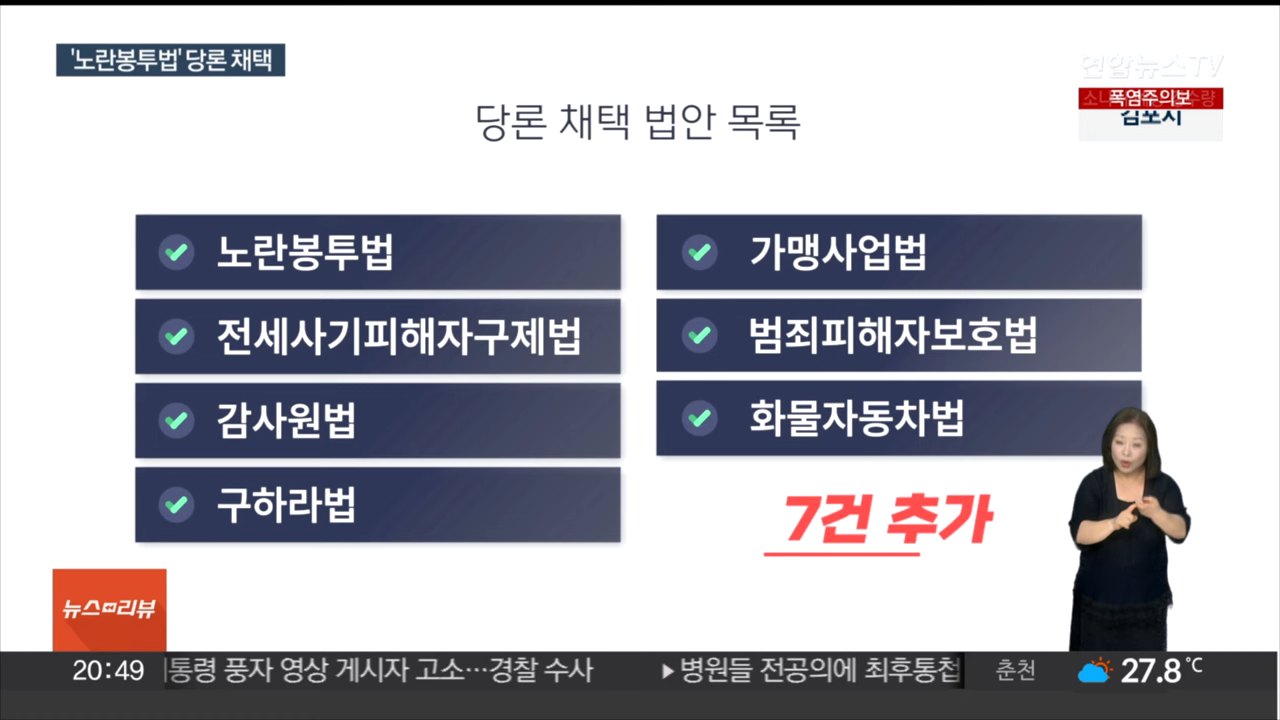 '노란봉투법' 당론 채택
연합뉴스TV
폭염주의보
김포시
당론 채택 법안 목록
노란봉투법
전세사기피해자구제법
감사원법
구하라법
가맹사업법
범죄피해자보호법
화물자동차법
7건 추가
뉴스리뷰
20:49
통령 풍자 영상 게시자 고소…경찰 수사
▶병원들 전공의에 최후통첩
춘천
27.8℃